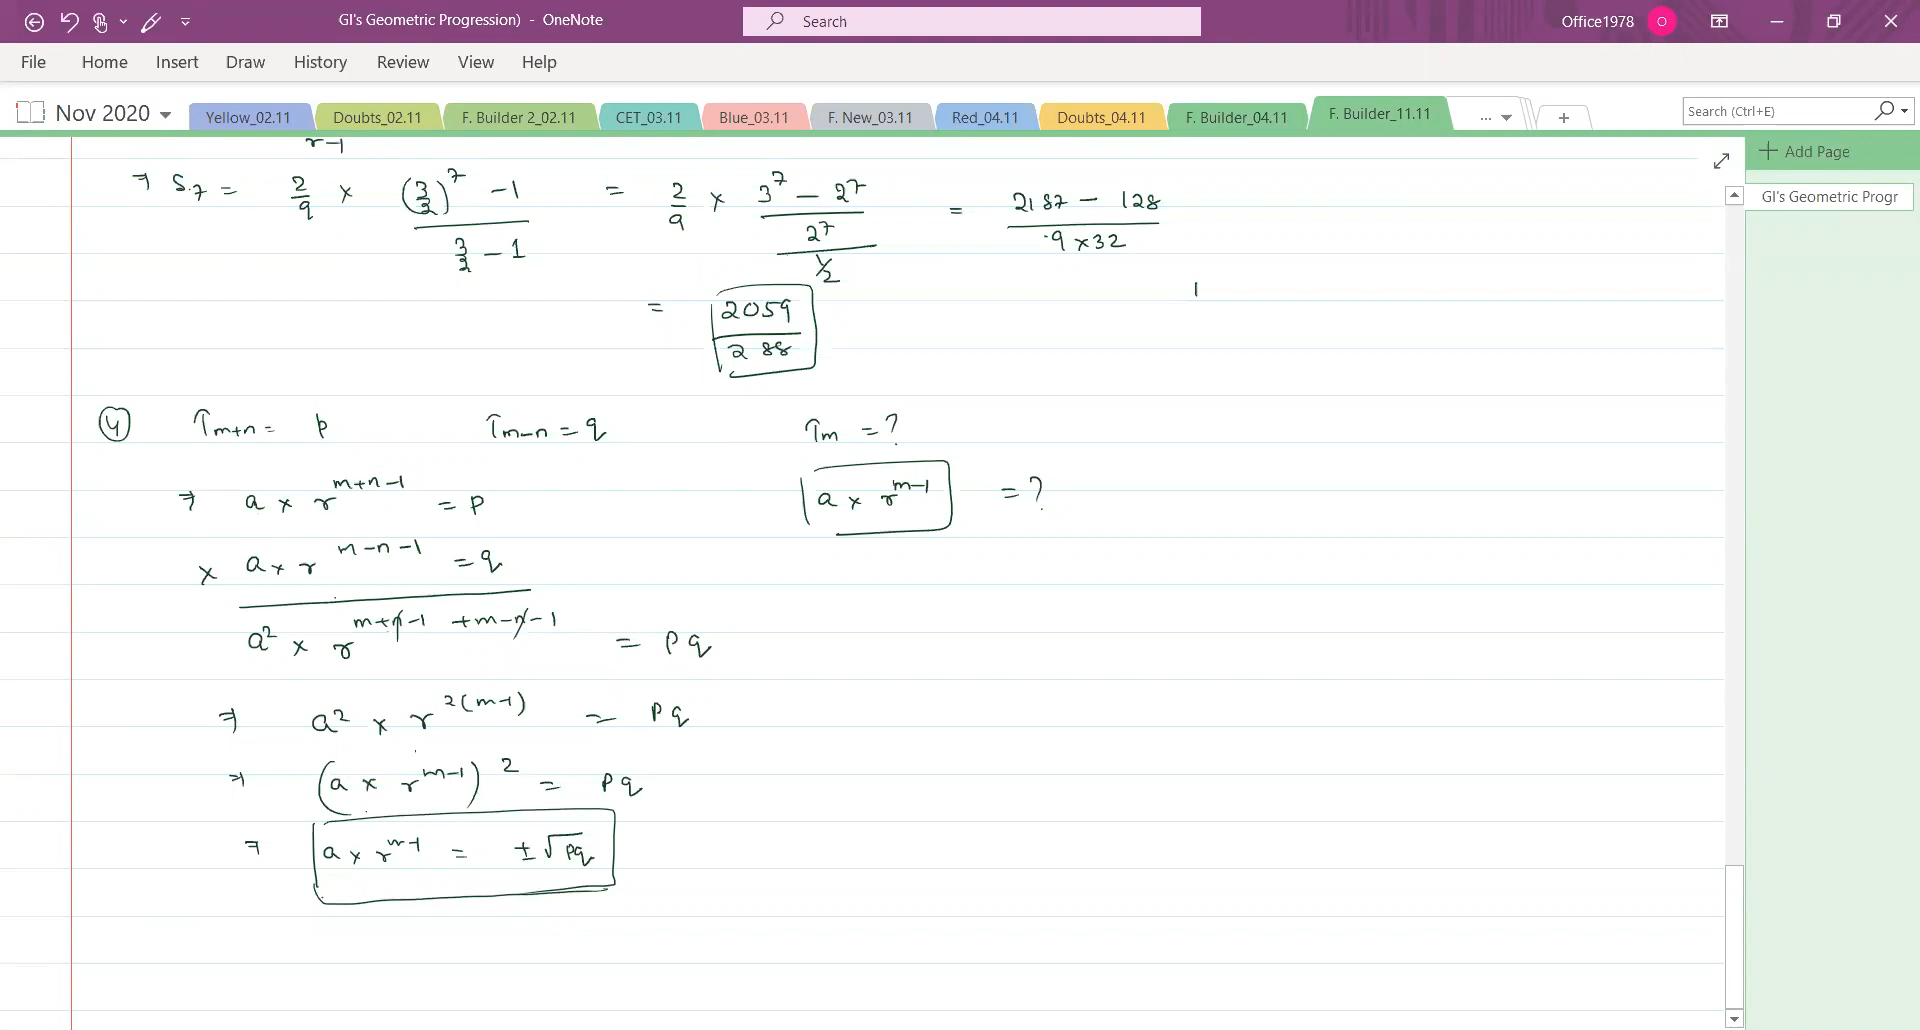 GI's Geometric Progression) - OneNote
Search
Office1978
O
File Home Insert Draw History Review View Help
Nov 2020
Yellow_02.11 Doubts_02.11 F. Builder 2_02.11 CET_03.11 Blue_03.11 F. New_03.11 Red_04.11 Doubts_04.11 F. Builder_04.11 F. Builder_11.11 ... +
Search (Ctrl+E)
+ Add Page
GI's Geometric Progr
r-1
⇒ S₇ = 2/9 × ((3/2)^7 - 1)/(3/2 - 1) = 2/9 × ((3^7 - 2^7)/2^7)/(1/2) = (2187 - 128)/(9 × 32)
= 2059/288
④ T_{m+n} = p T_{m-n} = q T_m = ?
⇒ a × r^{m+n-1} = p a × r^{m-1} = ?
× a × r^{m-n-1} = q
a² × r^{m+n-1+m-n-1} = pq
⇒ a² × r^{2(m-1)} = pq
⇒ (a × r^{m-1})² = pq
⇒ a × r^{m-1} = ±√pq